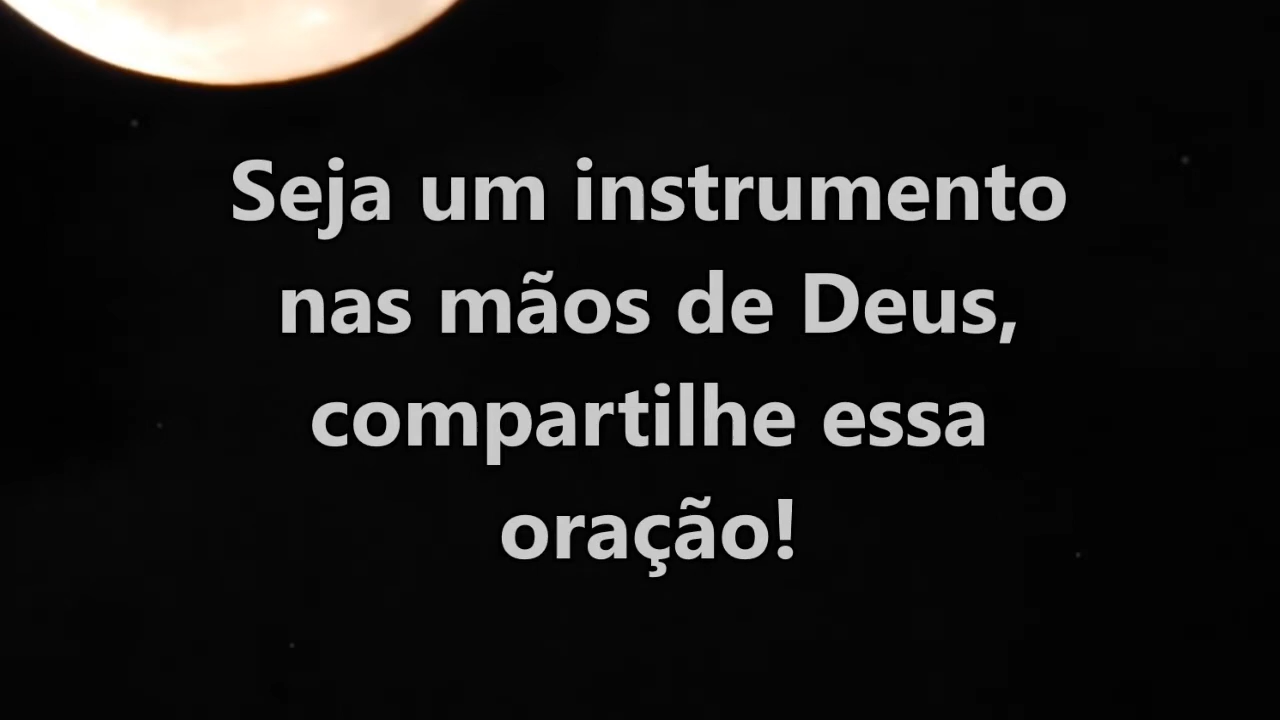 Seja um instrumento
nas mãos de Deus,
compartilhe essa
oração!